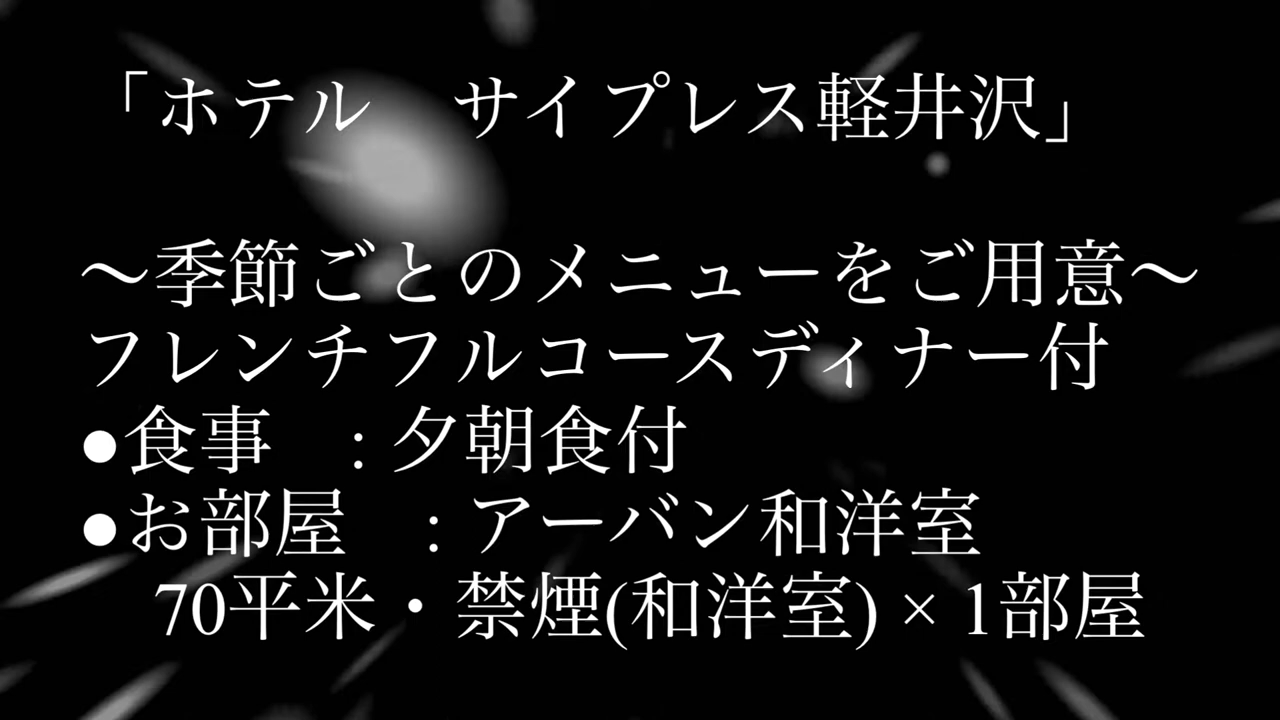 「ホテル　サイプレス軽井沢」
～季節ごとのメニューをご用意～
フレンチフルコースディナー付
●食事　: 夕朝食付
●お部屋　: アーバン和洋室
70平米・禁煙(和洋室) × 1部屋